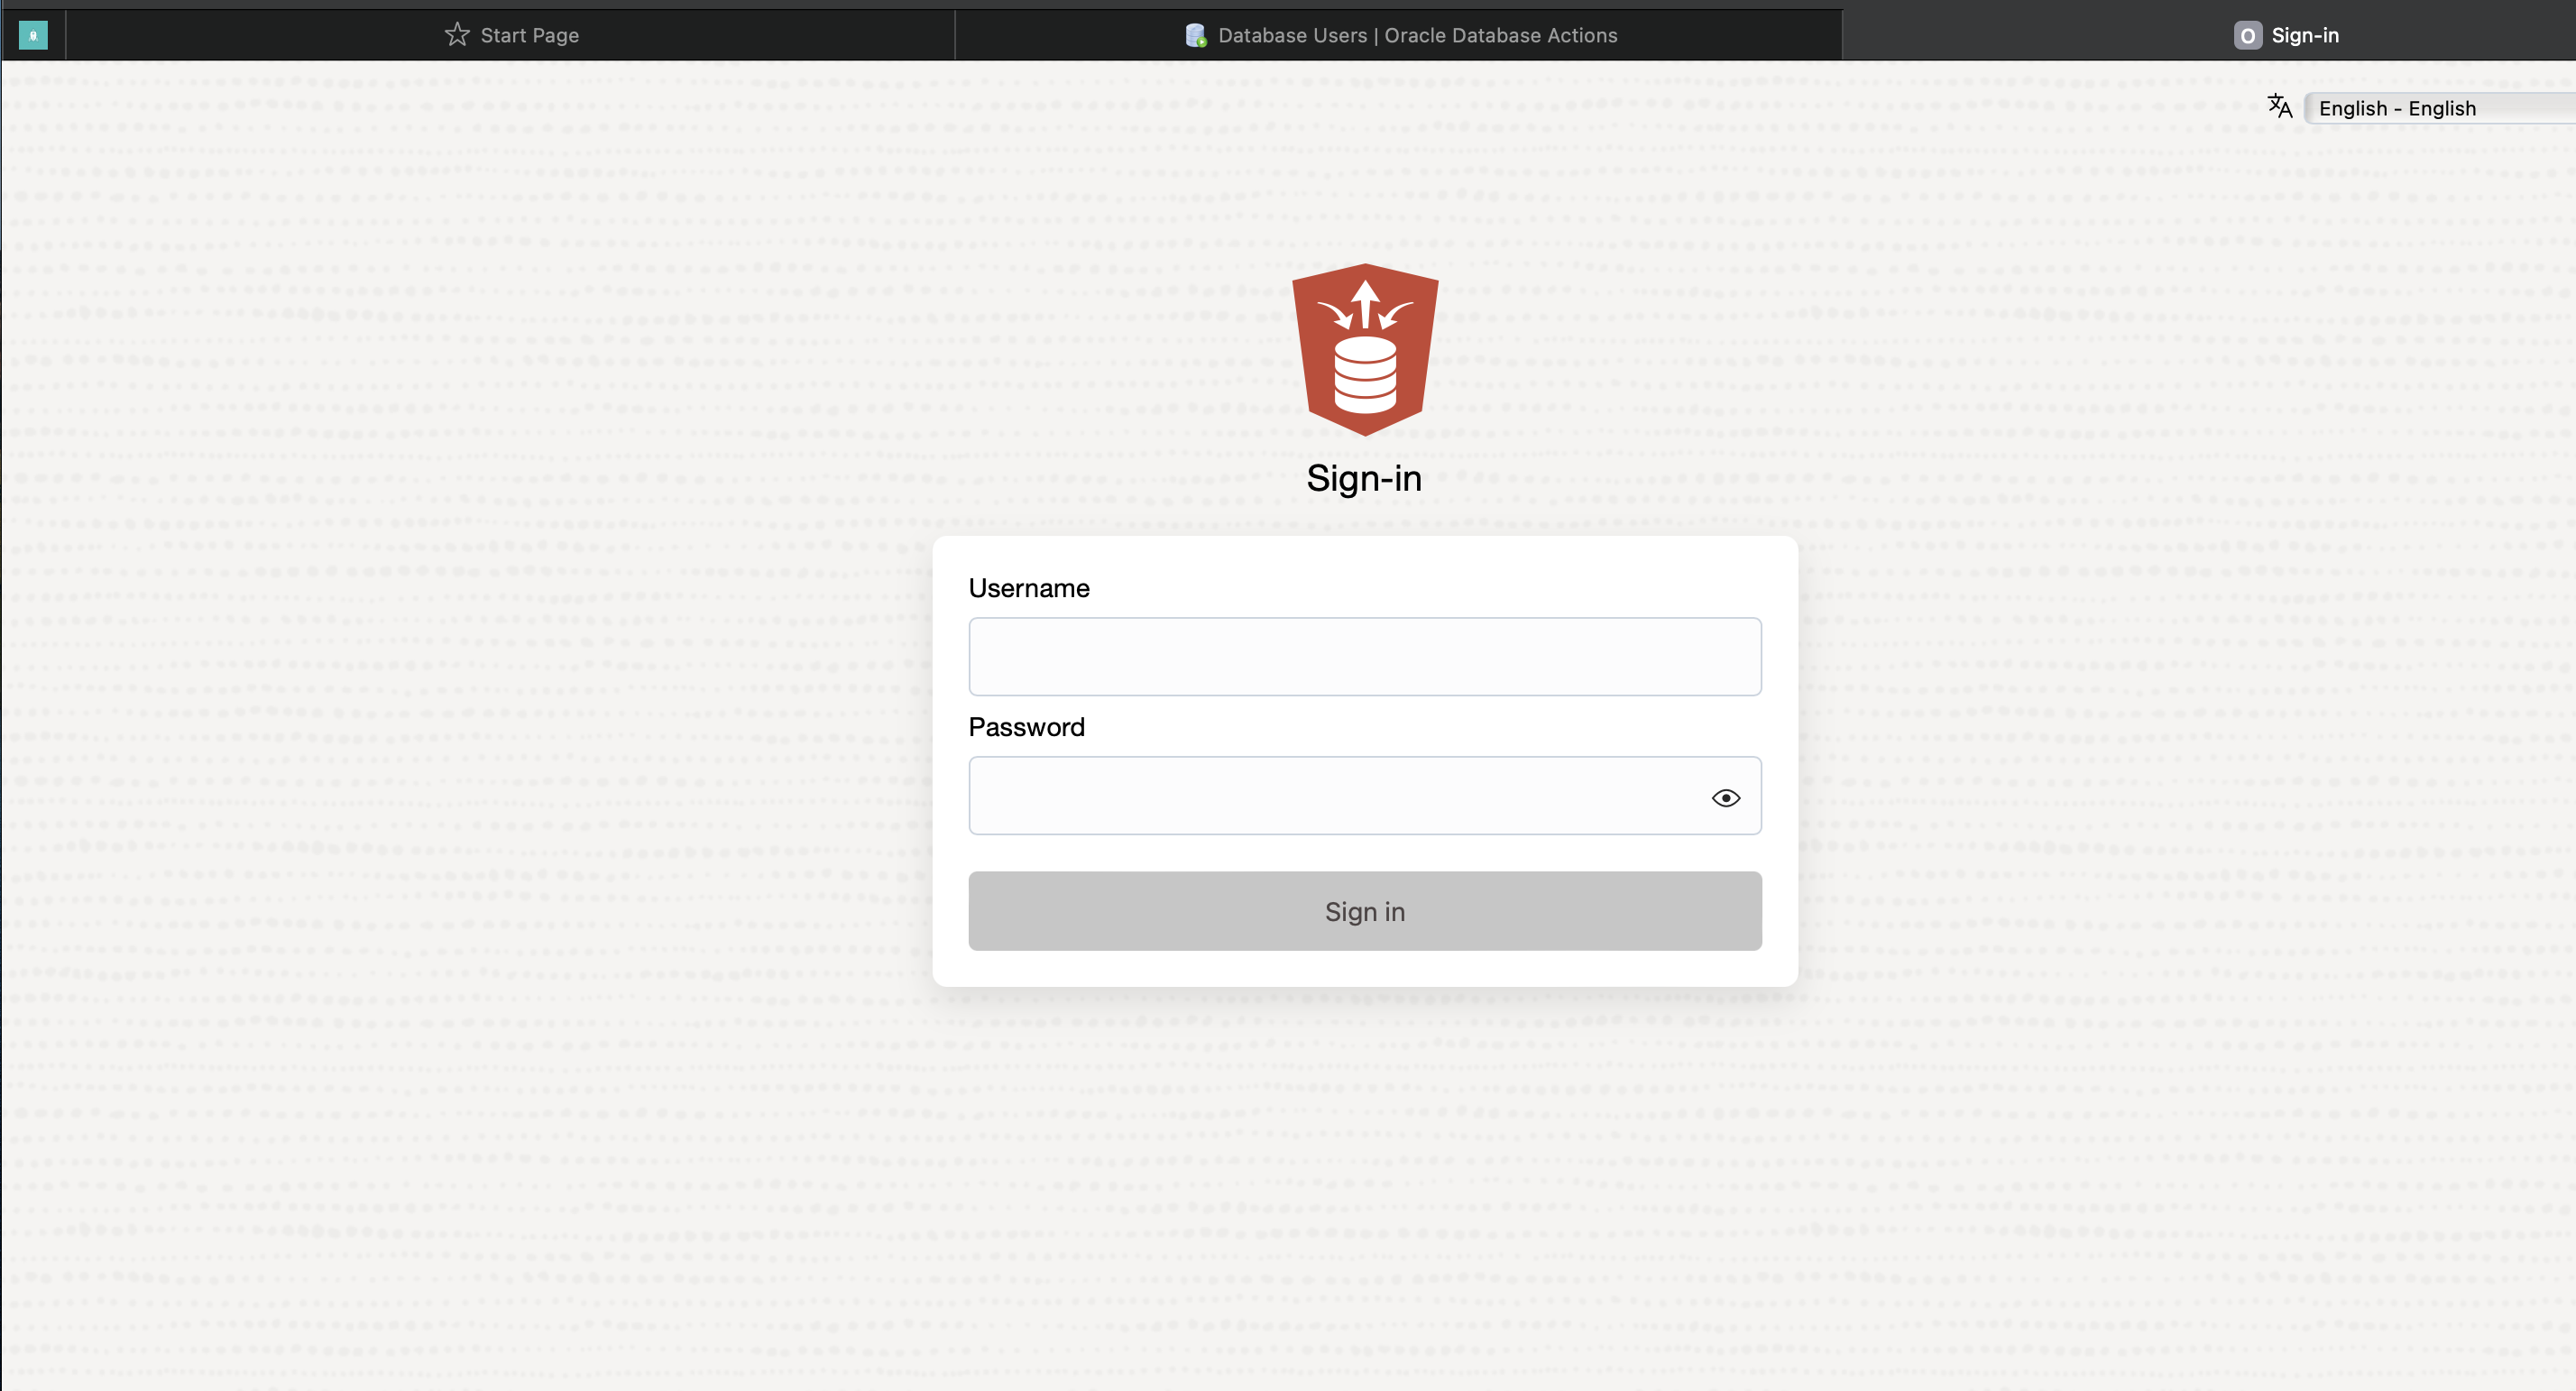 Start Page
Database Users | Oracle Database Actions
O Sign-in
English - English
Sign-in
Username
Password
Sign in